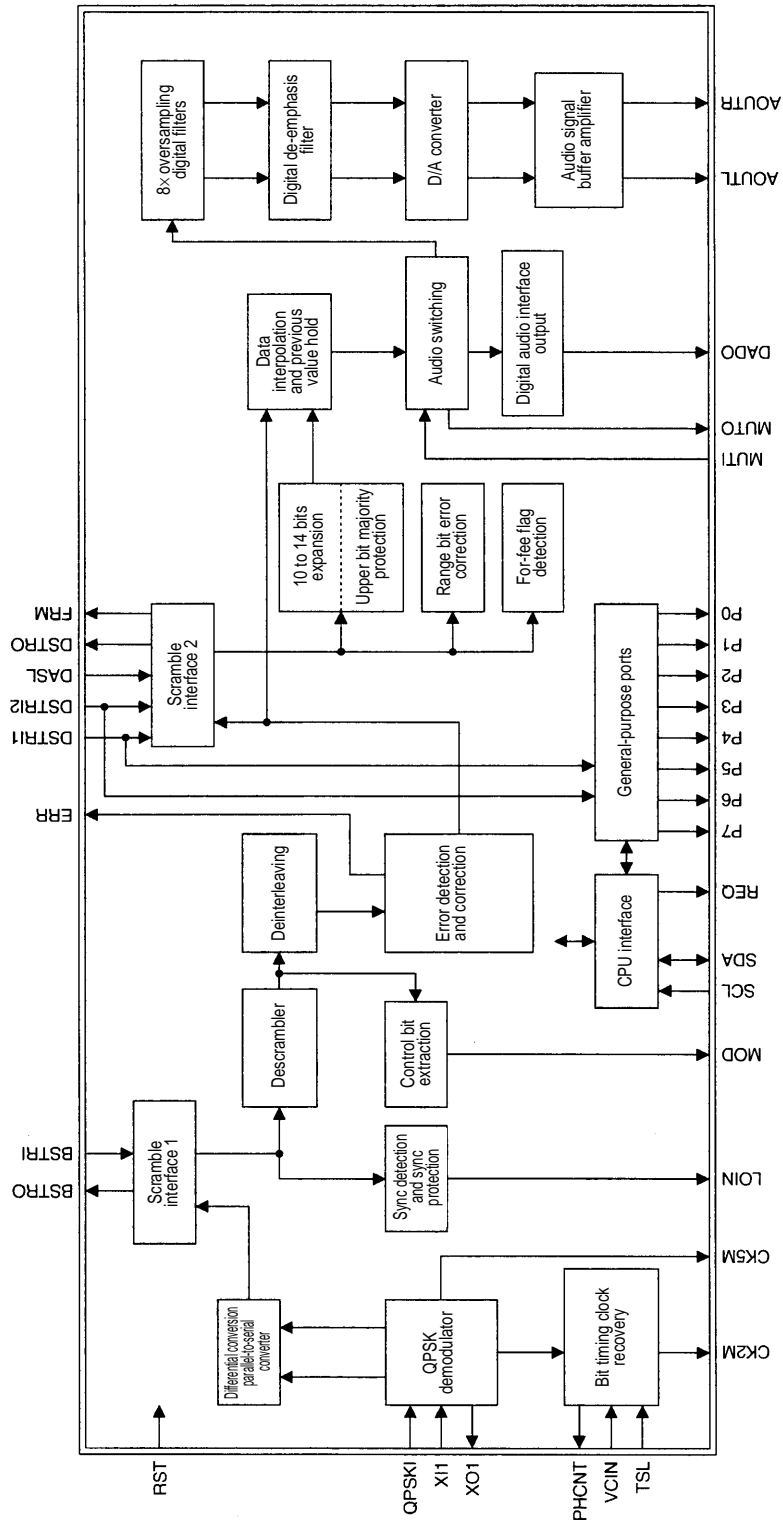 8× oversampling
digital filters
Digital de-emphasis
filter
D/A converter
Audio signal
buffer amplifier
AOUTR
AOUTL
Data
interpolation
and previous
value hold
Audio switching
Digital audio interface
output
DADO
MUTO
MUTI
10 to 14 bits
expansion
Upper bit majority
protection
Range bit error
correction
For-fee flag
detection
FRM
DSTRO
DASL
DSTRI2
DSTRI1
Scramble
interface 2
General-purpose ports
P0
P1
P2
P3
P4
P5
P6
P7
ERR
Deinterleaving
Error detection
and correction
CPU interface
REQ
SDA
SCL
Descrambler
Control bit
extraction
MOD
BSTRI
BSTRO
Scramble
interface 1
Sync detection
and sync
protection
LOIN
Differential conversion
parallel-to-serial
converter
QPSK
demodulator
Bit timing clock
recovery
CK5M
CK2M
RST
QPSKI
XI1
XO1
PHCNT
VCIN
TSL